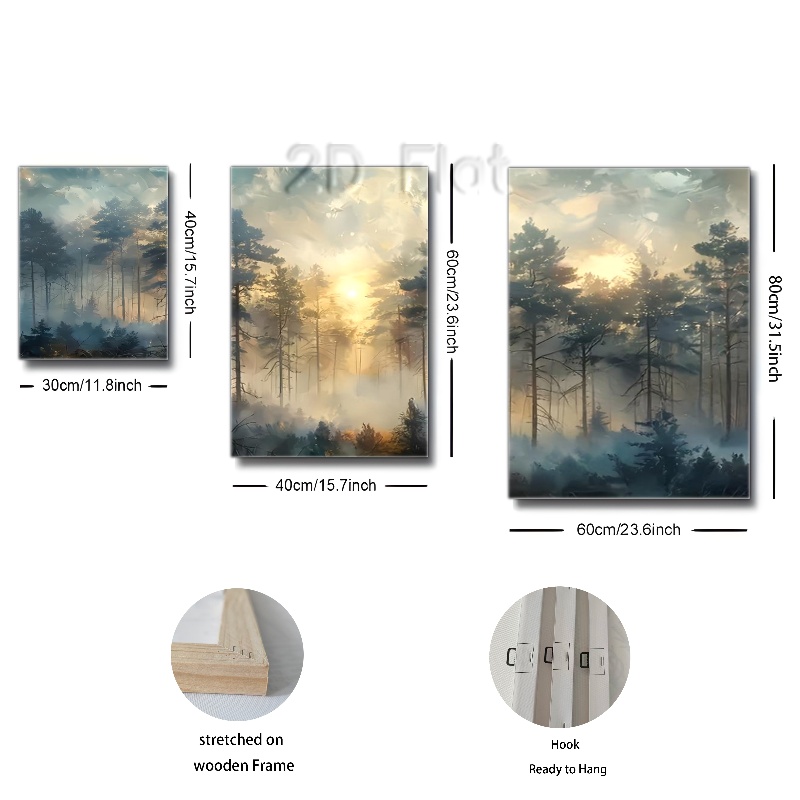 2D Flat
40cm/15.7inch
30cm/11.8inch
60cm/23.6inch
40cm/15.7inch
80cm/31.5inch
60cm/23.6inch
stretched on
wooden Frame
Hook
Ready to Hang